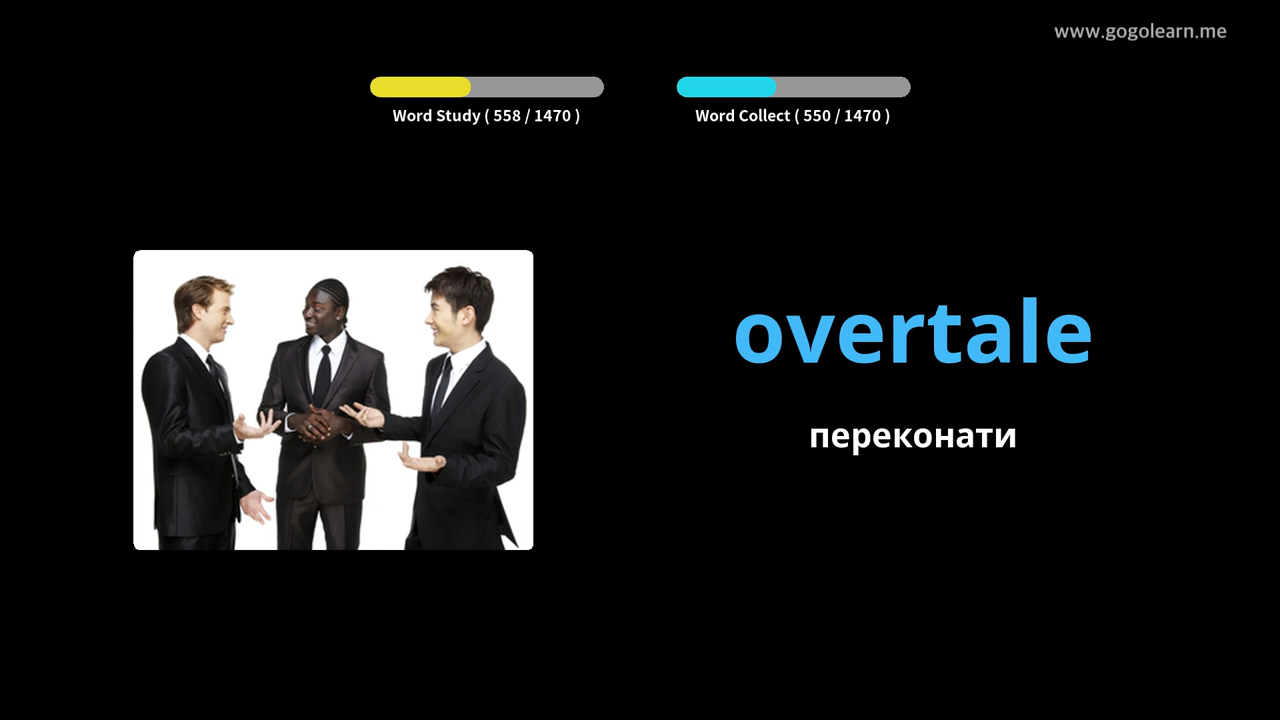 www.gogolearn.me
Word Study ( 558 / 1470 )
Word Collect ( 550 / 1470 )
overtale
переконати